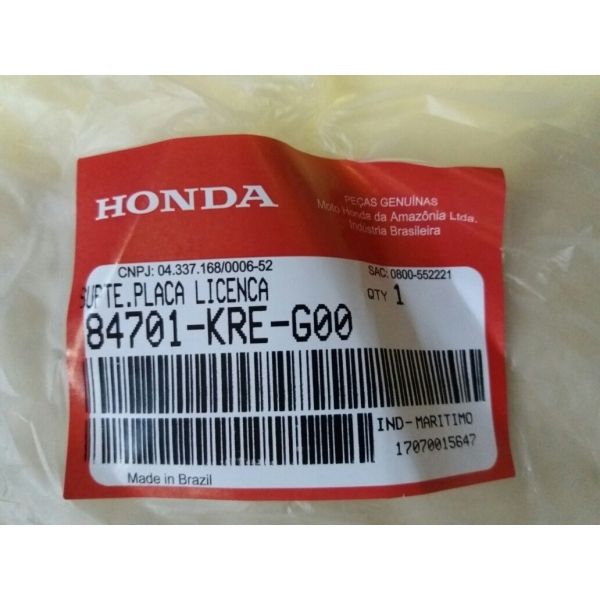 HONDA
PEÇAS GENUÍNAS
Moto Honda da Amazônia Ltda.
Indústria Brasileira
CNPJ: 04.337.168/0006-52
SAC: 0800-552221
SUPTE.PLACA LICENCA
QTY 1
84701-KRE-G00
IND-MARITIMO
17070015647
Made in Brazil